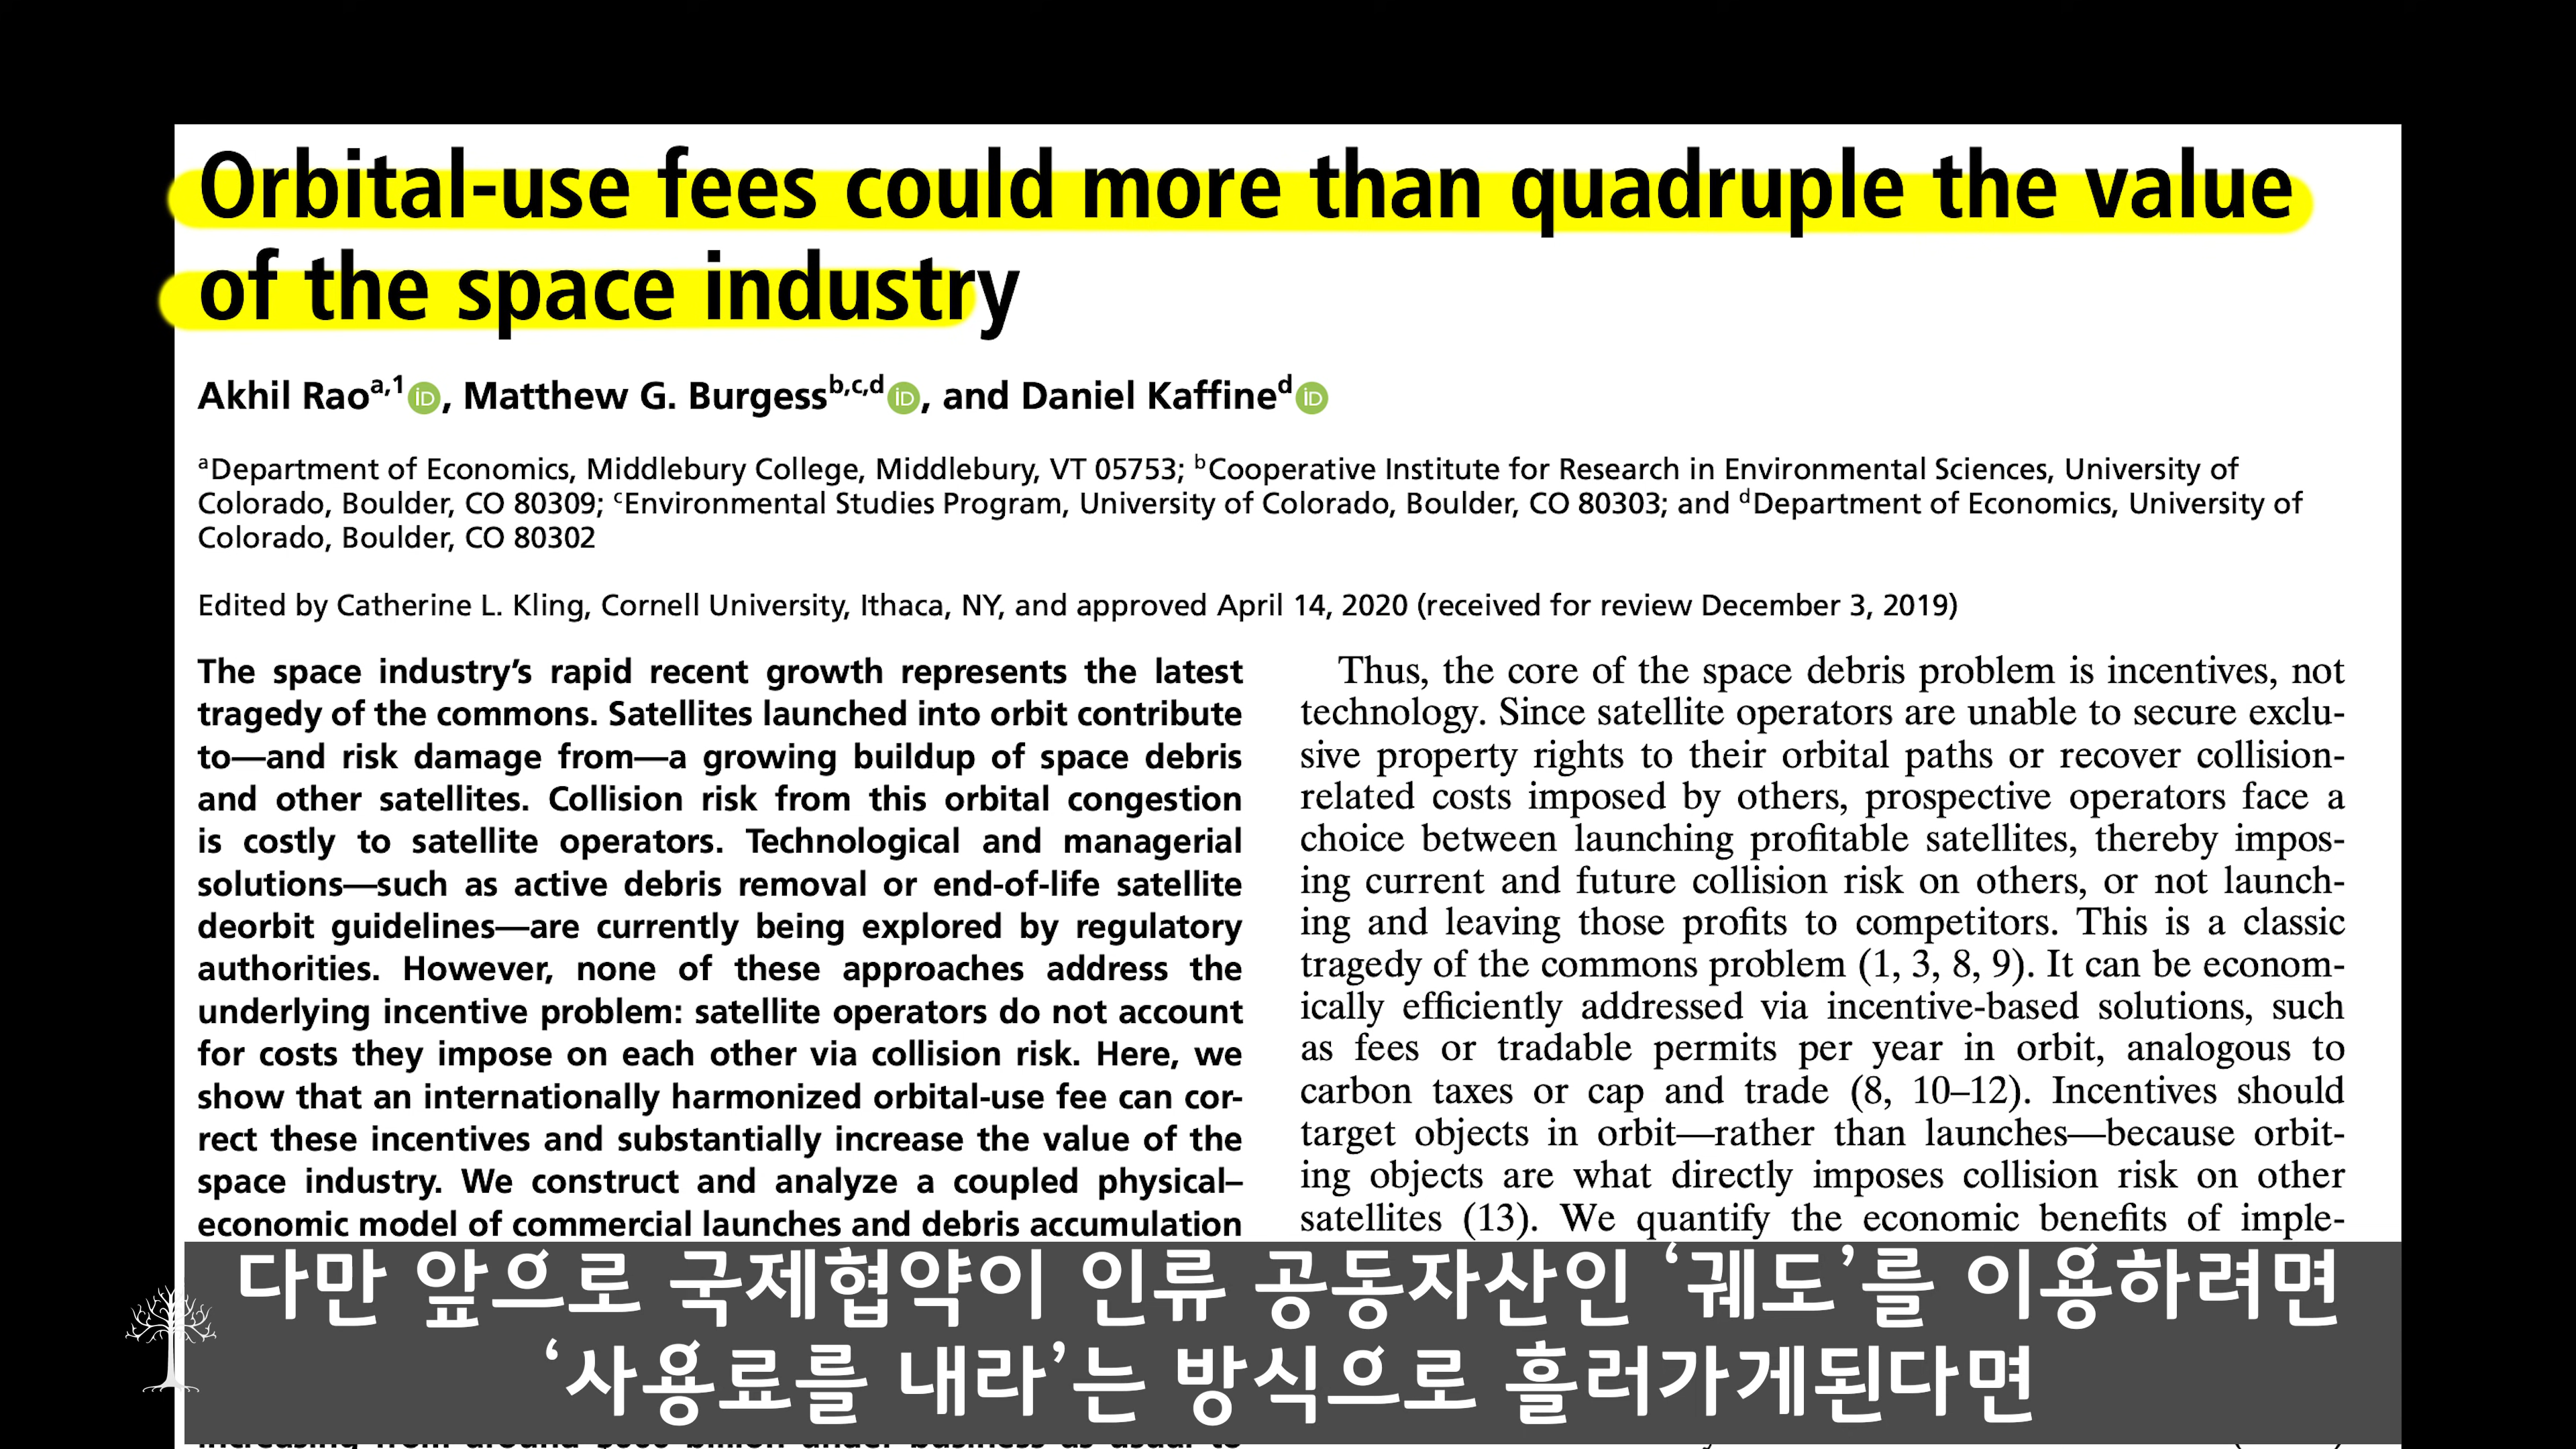 Orbital-use fees could more than quadruple the value
of the space industry
Akhil Raoa,1 iD, Matthew G. Burgessb,c,d iD, and Daniel Kaffined iD
aDepartment of Economics, Middlebury College, Middlebury, VT 05753; bCooperative Institute for Research in Environmental Sciences, University of
Colorado, Boulder, CO 80309; cEnvironmental Studies Program, University of Colorado, Boulder, CO 80303; and dDepartment of Economics, University of
Colorado, Boulder, CO 80302
Edited by Catherine L. Kling, Cornell University, Ithaca, NY, and approved April 14, 2020 (received for review December 3, 2019)
The space industry’s rapid recent growth represents the latest
tragedy of the commons. Satellites launched into orbit contribute
to—and risk damage from—a growing buildup of space debris
and other satellites. Collision risk from this orbital congestion
is costly to satellite operators. Technological and managerial
solutions—such as active debris removal or end-of-life satellite
deorbit guidelines—are currently being explored by regulatory
authorities. However, none of these approaches address the
underlying incentive problem: satellite operators do not account
for costs they impose on each other via collision risk. Here, we
show that an internationally harmonized orbital-use fee can cor-
rect these incentives and substantially increase the value of the
space industry. We construct and analyze a coupled physical–
economic model of commercial launches and debris accumulation
Thus, the core of the space debris problem is incentives, not
technology. Since satellite operators are unable to secure exclu-
sive property rights to their orbital paths or recover collision-
related costs imposed by others, prospective operators face a
choice between launching profitable satellites, thereby impos-
ing current and future collision risk on others, or not launch-
ing and leaving those profits to competitors. This is a classic
tragedy of the commons problem (1, 3, 8, 9). It can be econom-
ically efficiently addressed via incentive-based solutions, such
as fees or tradable permits per year in orbit, analogous to
carbon taxes or cap and trade (8, 10–12). Incentives should
target objects in orbit—rather than launches—because orbit-
ing objects are what directly imposes collision risk on other
satellites (13). We quantify the economic benefits of imple-
다만 앞으로 국제협약이 인류 공동자산인 ‘궤도’를 이용하려면
‘사용료를 내라’는 방식으로 흘러가게된다면